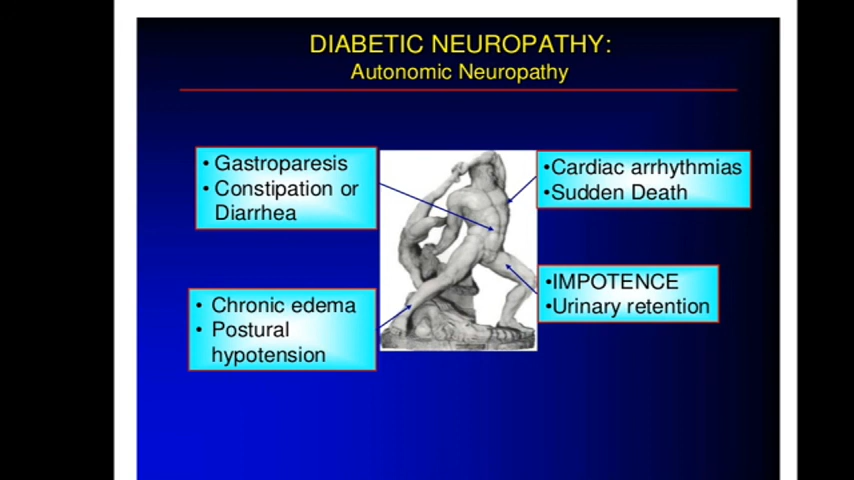 DIABETIC NEUROPATHY:
Autonomic Neuropathy
• Gastroparesis
• Constipation or
Diarrhea
•Cardiac arrhythmias
•Sudden Death
• Chronic edema
• Postural
hypotension
•IMPOTENCE
•Urinary retention